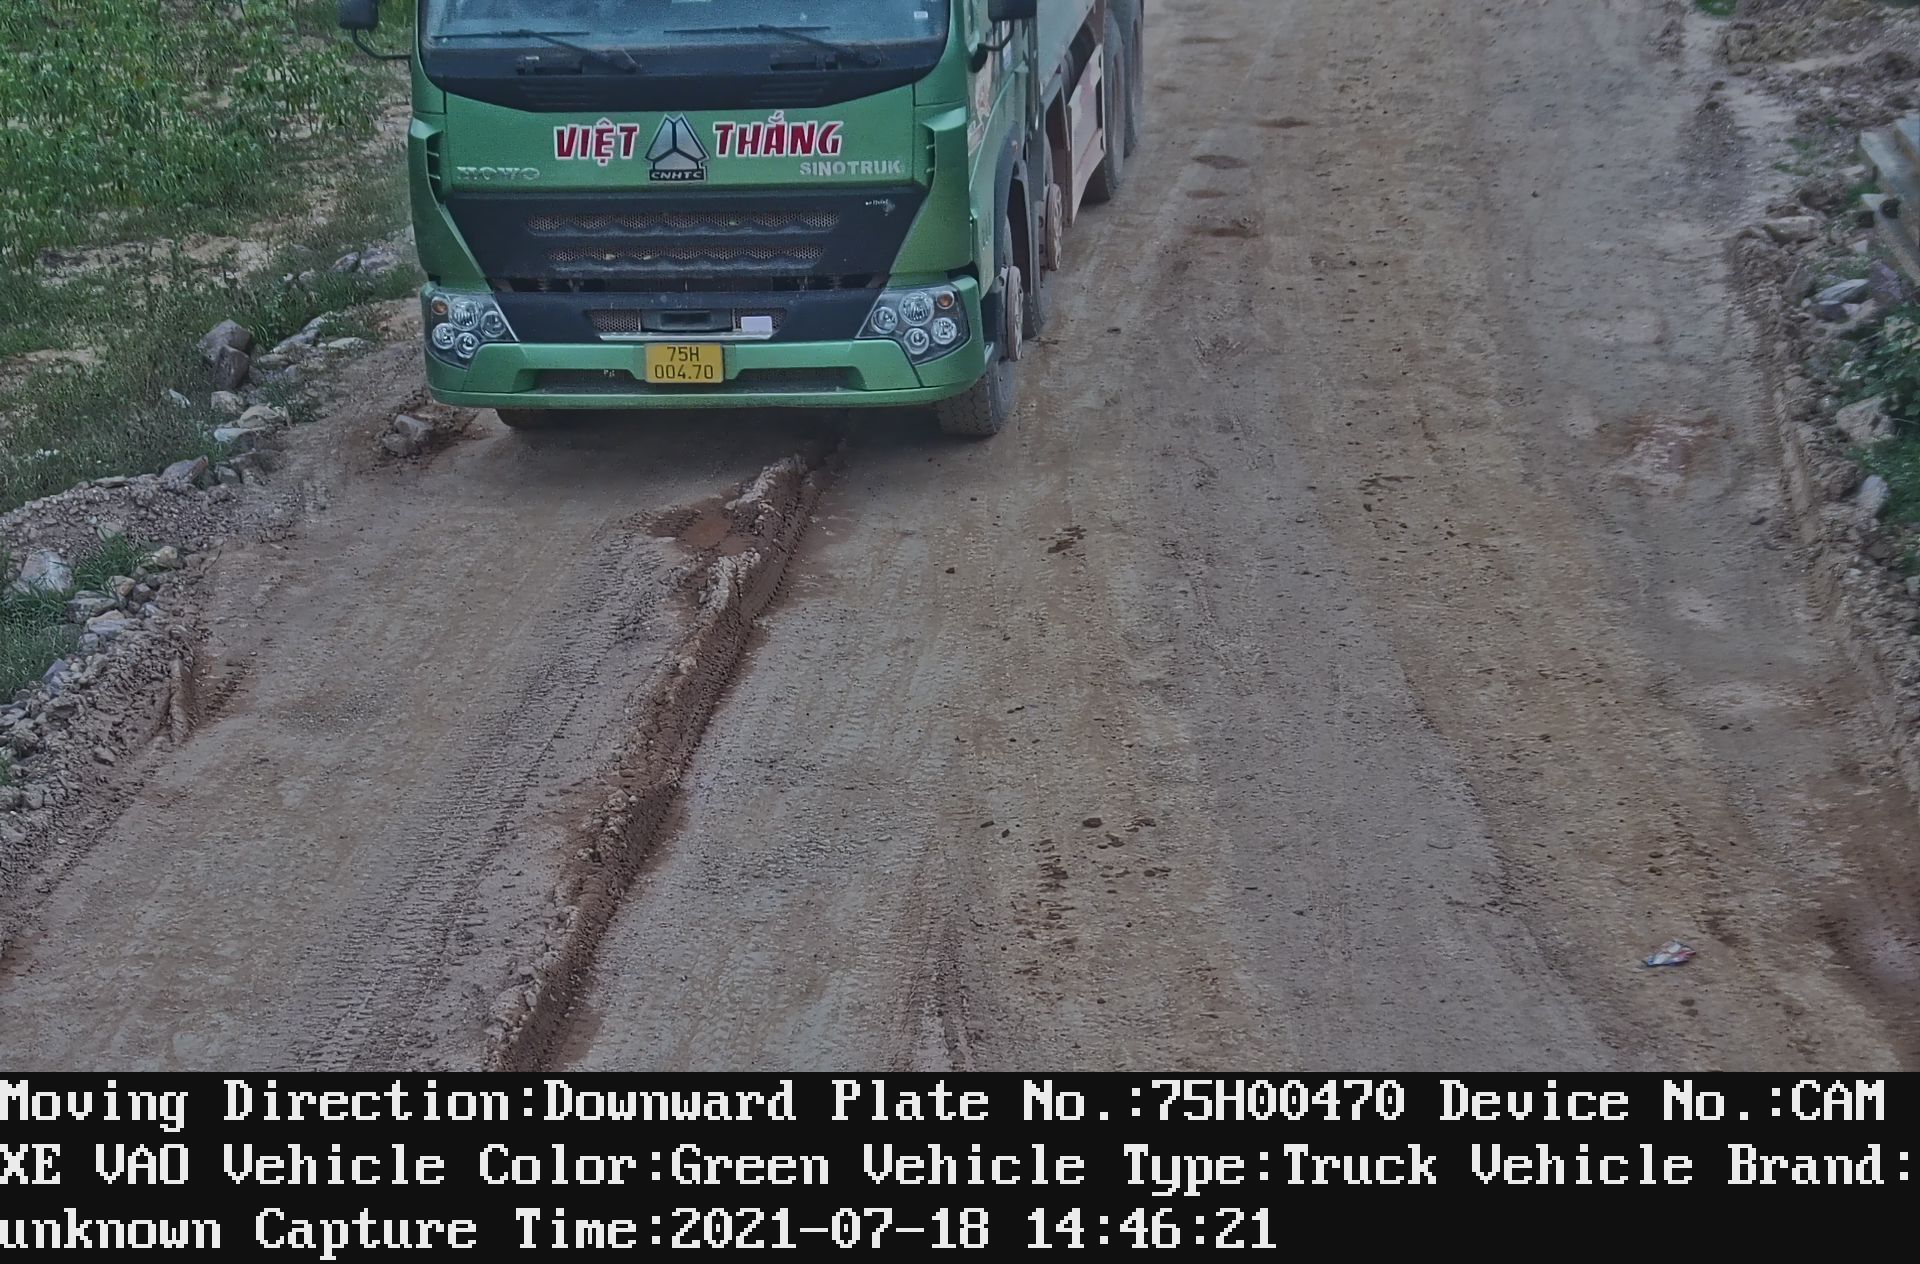 VIỆT THẮNG
HOWO CNHTC SINOTRUK
75H
004.70
Moving Direction:Downward Plate No.:75H00470 Device No.:CAM
XE VAO Vehicle Color:Green Vehicle Type:Truck Vehicle Brand:
unknown Capture Time:2021-07-18 14:46:21